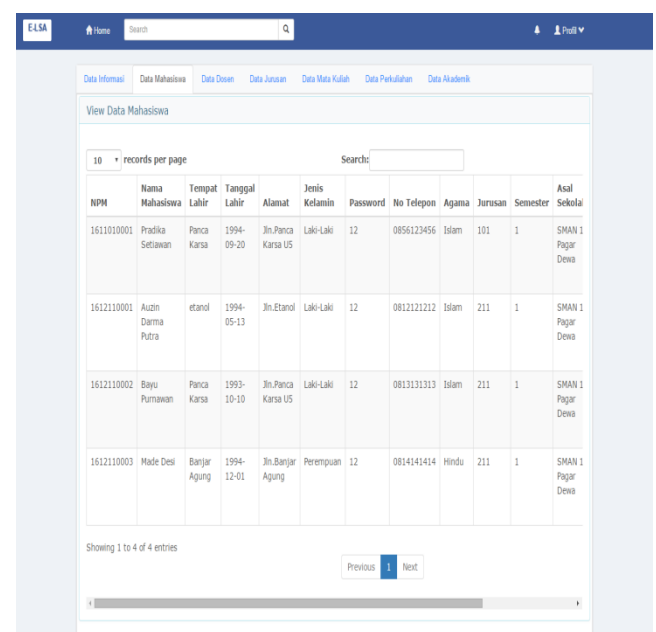 E-LSA Home Search Profil
Data Informasi Data Mahasiswa Data Dosen Data Jurusan Data Mata Kuliah Data Perkuliahan Data Akademik
View Data Mahasiswa
10 records per page Search:
NPM Nama Mahasiswa Tempat Lahir Tanggal Lahir Alamat Jenis Kelamin Password No Telepon Agama Jurusan Semester Asal Sekolal
1611010001 Pradika Setiawan Panca Karsa 1994-09-20 Jln.Panca Karsa U5 Laki-Laki 12 0856123456 Islam 101 1 SMAN 1 Pagar Dewa
1612110001 Auzin Darma Putra etanol 1994-05-13 Jln.Etanol Laki-Laki 12 0812121212 Islam 211 1 SMAN 1 Pagar Dewa
1612110002 Bayu Purnawan Panca Karsa 1993-10-10 Jln.Panca Karsa U5 Laki-Laki 12 0813131313 Islam 211 1 SMAN 1 Pagar Dewa
1612110003 Made Desi Banjar Agung 1994-12-01 Jln.Banjar Agung Perempuan 12 0814141414 Hindu 211 1 SMAN 1 Pagar Dewa
Showing 1 to 4 of 4 entries
Previous 1 Next